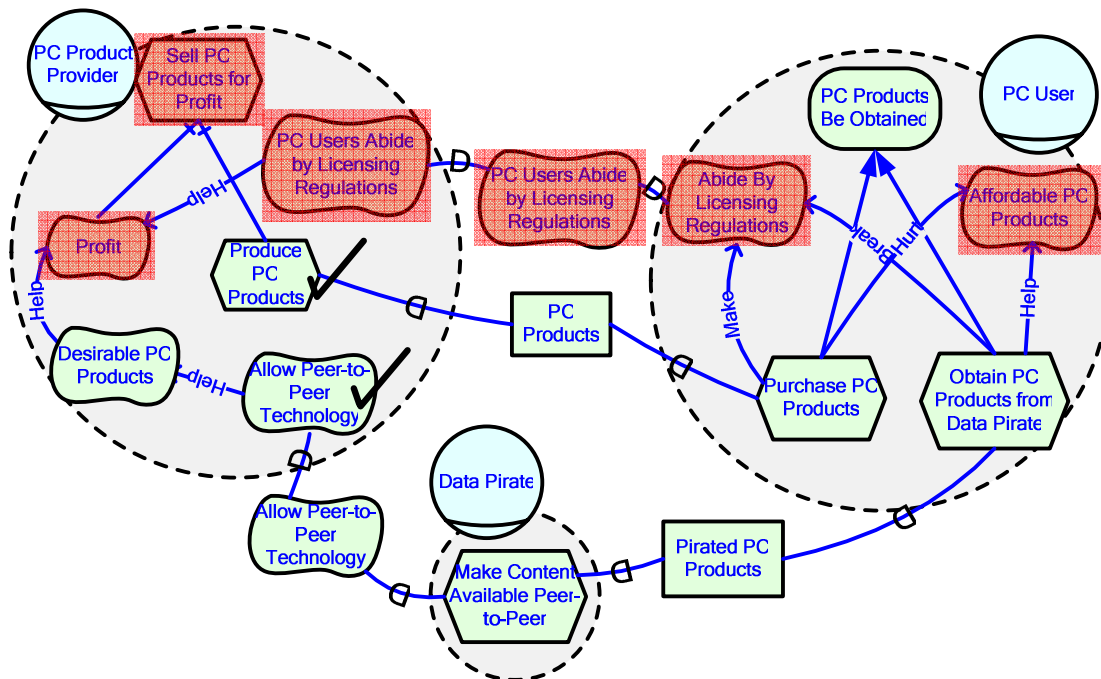 PC Product
Provider
Sell PC
Products for
Profit
PC Users Abide
by Licensing
Regulations
Help
Profit
Produce
PC
Products
Help
Desirable PC
Products
Help
Allow Peer-to-
Peer
Technology
D
Allow Peer-to-
Peer
Technology
D
D
PC Users Abide
by Licensing
Regulations
D
D
PC
Products
D
Data Pirate
Make Content
Available Peer-
to-Peer
D
Pirated PC
Products
D
PC Products
Be Obtained
PC User
Abide By
Licensing
Regulations
Affordable PC
Products
Break
Hurt
Make
Help
Purchase PC
Products
Obtain PC
Products from
Data Pirate